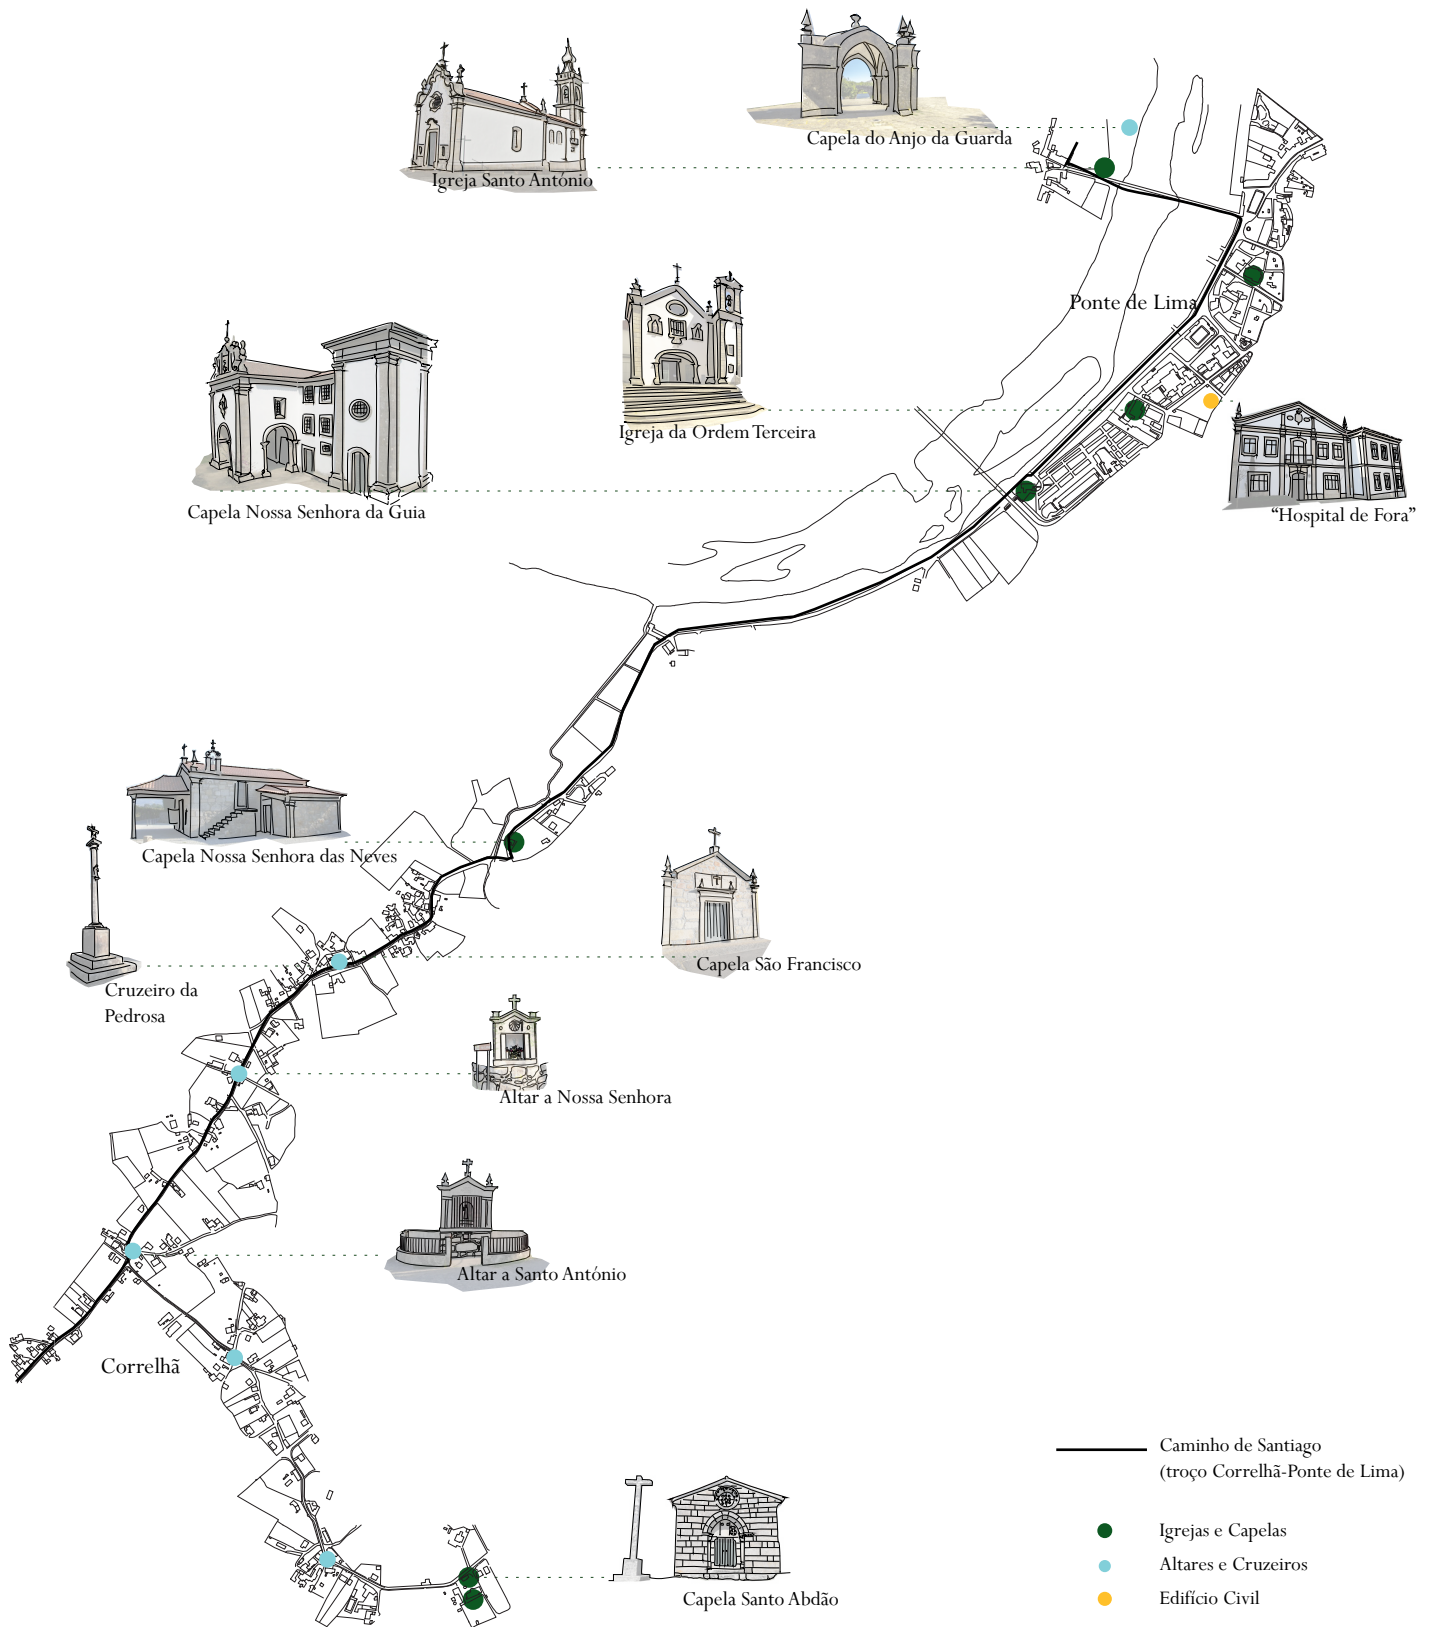 Capela do Anjo da Guarda
Igreja Santo António
Ponte de Lima
Igreja da Ordem Terceira
Capela Nossa Senhora da Guia
“Hospital de Fora”
Capela Nossa Senhora das Neves
Capela São Francisco
Cruzeiro da
Pedrosa
Altar a Nossa Senhora
Altar a Santo António
Correlhã
Capela Santo Abdão
Caminho de Santiago
(troço Correlhã-Ponte de Lima)
Igrejas e Capelas
Altares e Cruzeiros
Edifício Civil